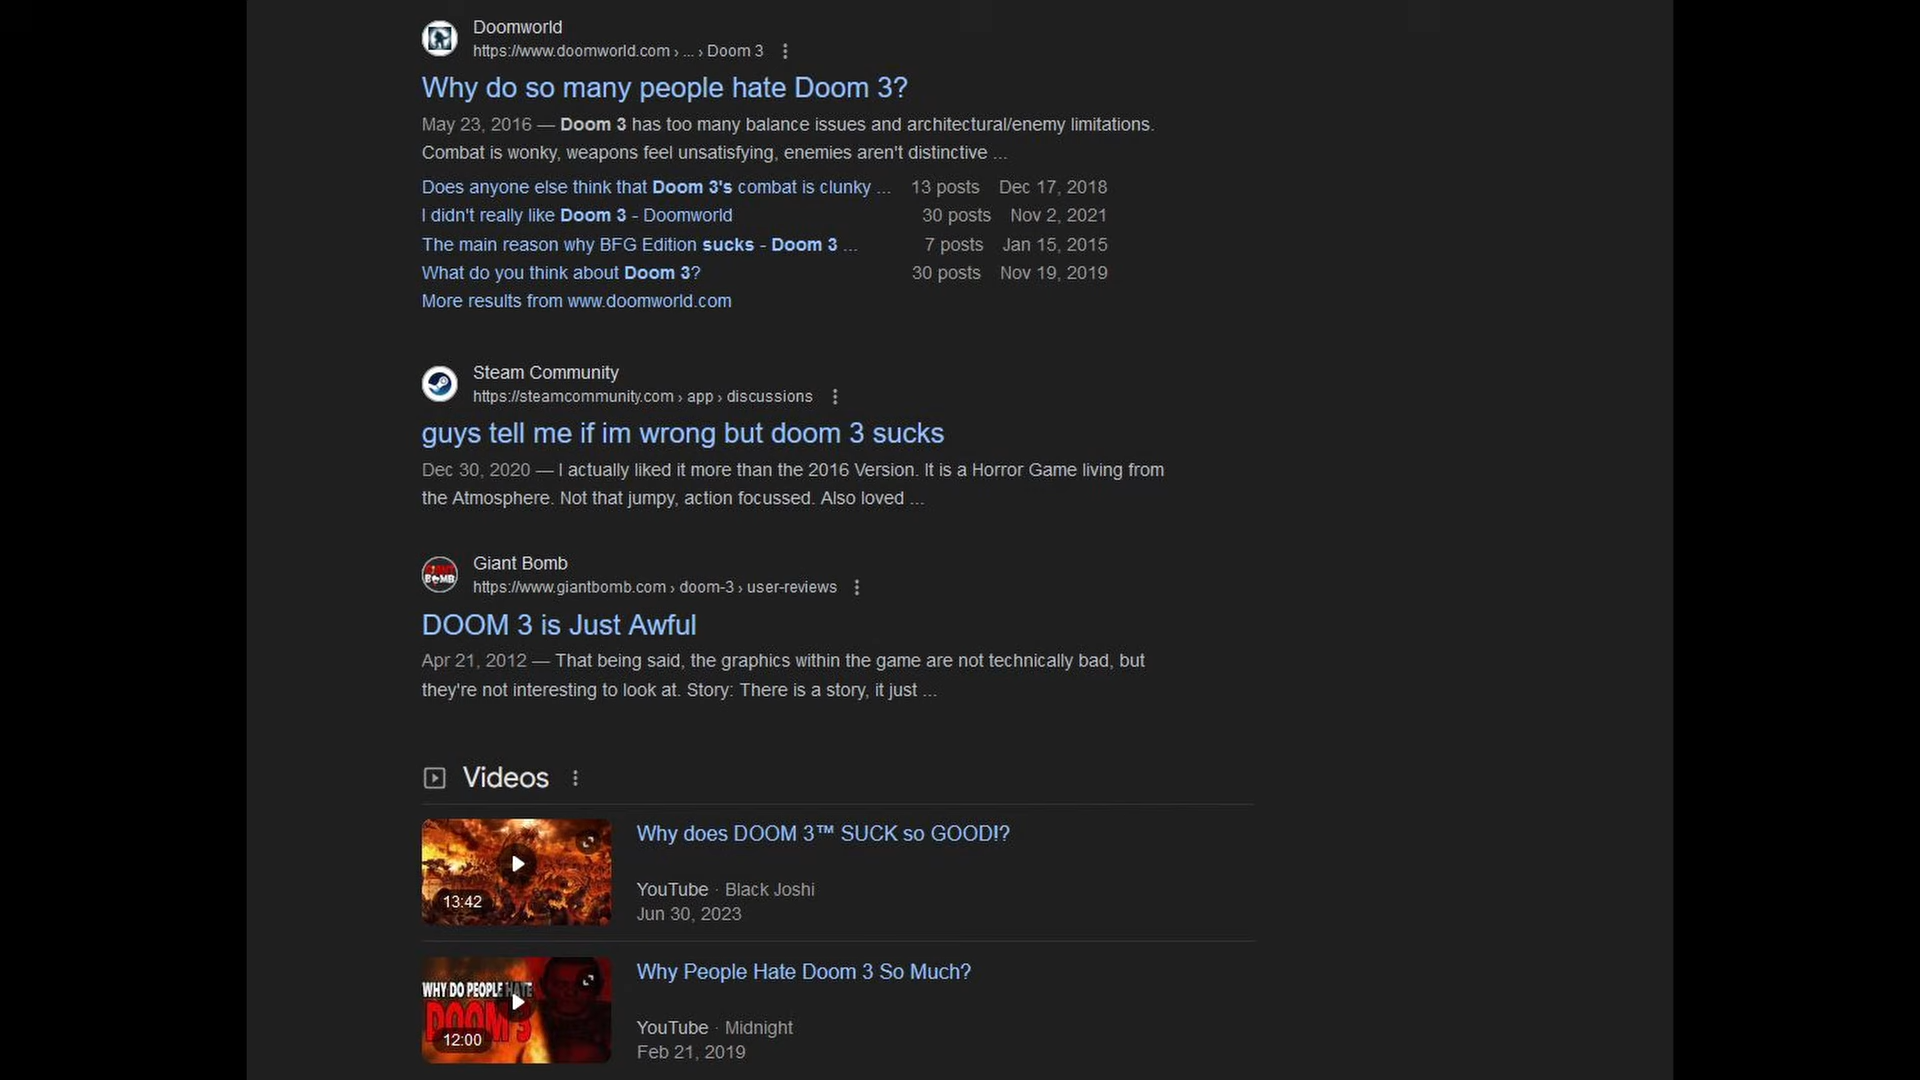 Doomworld
https://www.doomworld.com › ... › Doom 3
Why do so many people hate Doom 3?
May 23, 2016 — Doom 3 has too many balance issues and architectural/enemy limitations.
Combat is wonky, weapons feel unsatisfying, enemies aren't distinctive ...
Does anyone else think that Doom 3's combat is clunky ... 13 posts Dec 17, 2018
I didn't really like Doom 3 - Doomworld 30 posts Nov 2, 2021
The main reason why BFG Edition sucks - Doom 3 ... 7 posts Jan 15, 2015
What do you think about Doom 3? 30 posts Nov 19, 2019
More results from www.doomworld.com
Steam Community
https://steamcommunity.com › app › discussions
guys tell me if im wrong but doom 3 sucks
Dec 30, 2020 — I actually liked it more than the 2016 Version. It is a Horror Game living from
the Atmosphere. Not that jumpy, action focussed. Also loved ...
GIANT
BOMB
Giant Bomb
https://www.giantbomb.com › doom-3 › user-reviews
DOOM 3 is Just Awful
Apr 21, 2012 — That being said, the graphics within the game are not technically bad, but
they're not interesting to look at. Story: There is a story, it just ...
Videos
13:42
Why does DOOM 3™ SUCK so GOOD!?
YouTube · Black Joshi
Jun 30, 2023
WHY DO PEOPLE HATE
DOOM 3
12:00
Why People Hate Doom 3 So Much?
YouTube · Midnight
Feb 21, 2019